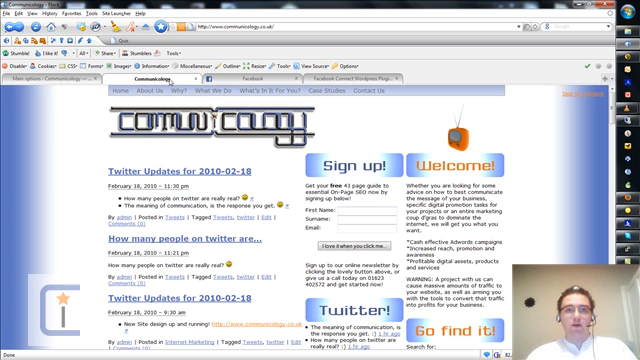 Communicology - Flock
File Edit View History Favorites Tools Site Launcher Help
http://www.communicology.co.uk/
Quix
Stumble! I like it! All Stumblers Tools
Disable Cookies CSS Forms Images Information Miscellaneous Outline Resize Tools View Source Options
Main options ‹ Communicology —...
Communicology
Facebook
Facebook Connect Wordpress Plugi...
Home About Us Why? What We Do What's In It For You? Case Studies Contact Us
COMMUNICOLOGY
Twitter Updates for 2010-02-18
February 18, 2010 – 11:30 pm
How many people on twitter are really real? #
The meaning of communication, is the response you get. #
By admin | Posted in Tweets | Tagged Tweets, twitter | Edit |
Comments (0)
How many people on twitter are...
February 18, 2010 – 11:21 pm
How many people on twitter are really real?
By admin | Posted in Tweets | Tagged Tweets, twitter | Edit |
Comments (0)
Twitter Updates for 2010-02-18
February 18, 2010 – 9:30 am
New Site design up and running! http://www.communicology.co.uk
#
By admin | Posted in Internet Marketing | Tagged Tweets, twitter | Edit |
Comments (0)
Sign up!
Get your free 43 page guide to
essential On-Page SEO now by
signing up below!
First Name:
Surname:
Email:
I love it when you click me...
Sign up to our online newsletter
by clicking the lovely button above, or
give us a call today on 01623
402572 and get started now!
Twitter!
The meaning of communication, is
the response you get. :) 1 hr ago
How many people on twitter are
really real? :) 1 hr ago
Welcome!
Whether you are looking for some
advice on how to best communicate
the message of your business,
specific digital promotion tasks for
your projects or an entire marketing
coup d'gras to dominate the
internet, we will get you what you
want.
*Cash effective Adwords campaigns
*Increased reach, promotion and
awareness
*Profitable digital assets, products
and services
WARNING: A project with us can
cause massive amounts of traffic to
your website, as well as arming you
with the tools to convert that traffic
into profits for your business.
Go find it!
Search for:
Done